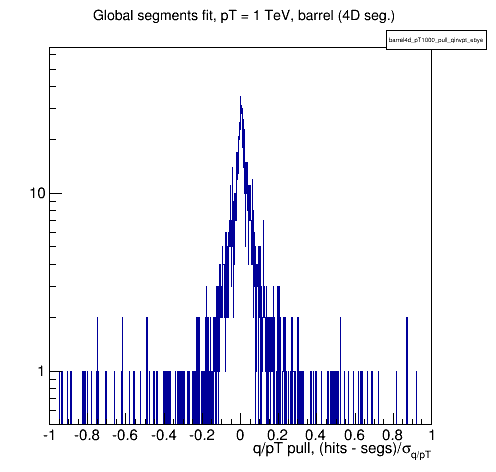 Global segments fit, pT = 1 TeV, barrel (4D seg.)
barrel4d_pT1000_pull_qinvpt_ebye
10
1
-1 -0.8 -0.6 -0.4 -0.2 0 0.2 0.4 0.6 0.8 1
q/pT pull, (hits - segs)/σq/pT